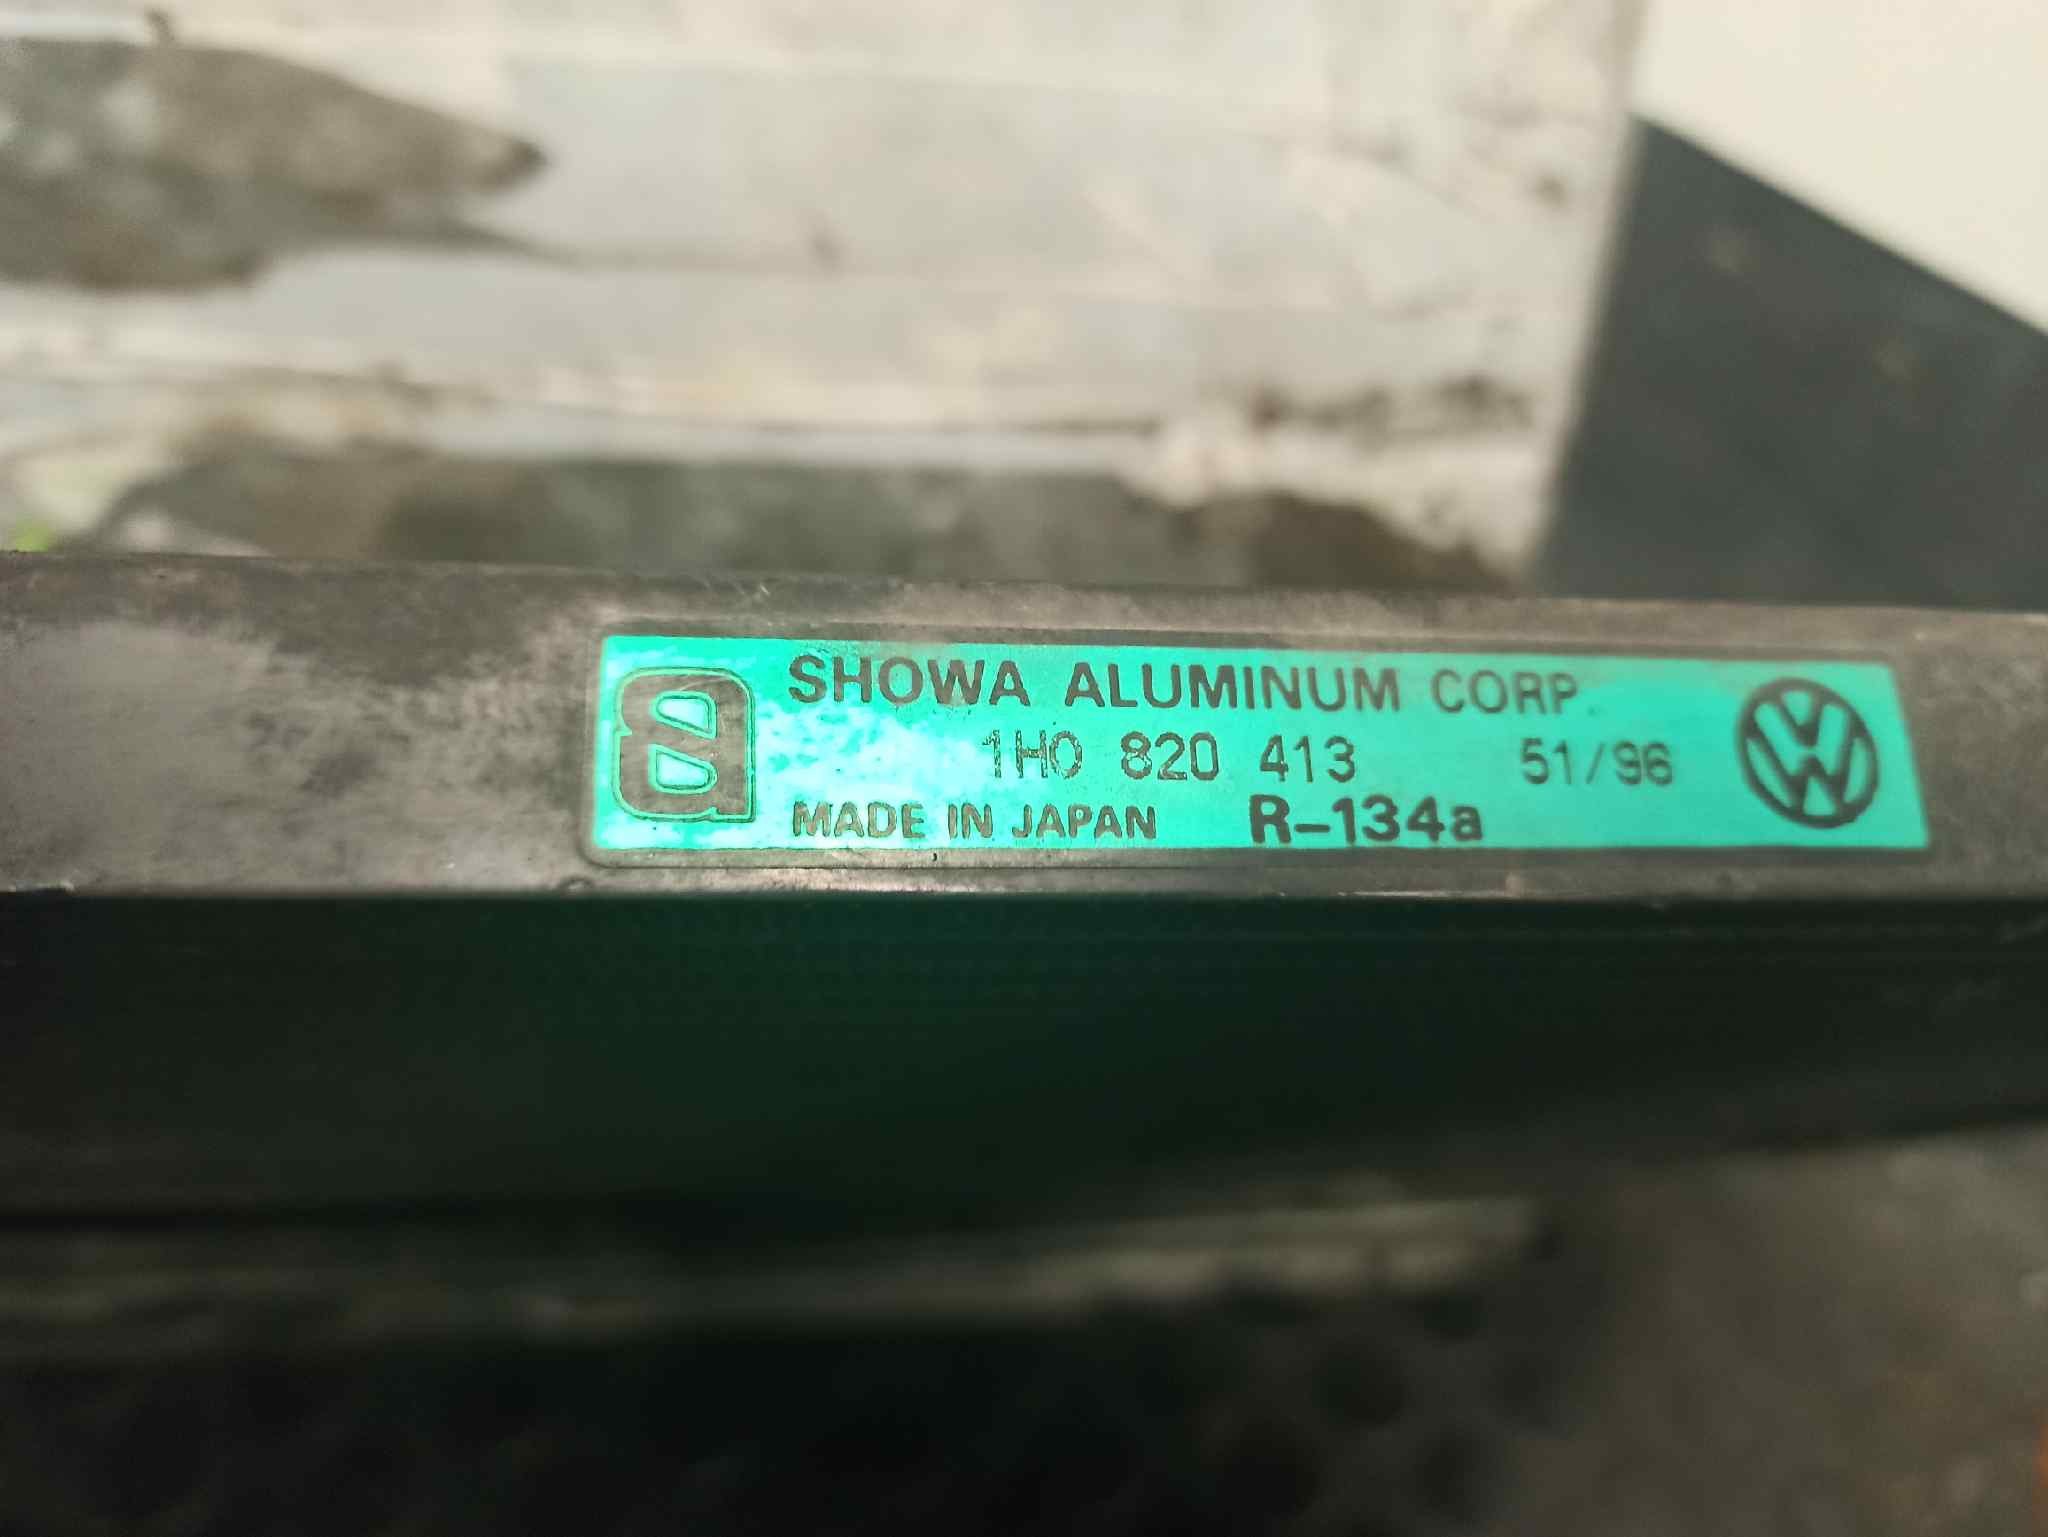 SHOWA ALUMINUM CORP.
1H0 820 413 51/96
MADE IN JAPAN R-134a